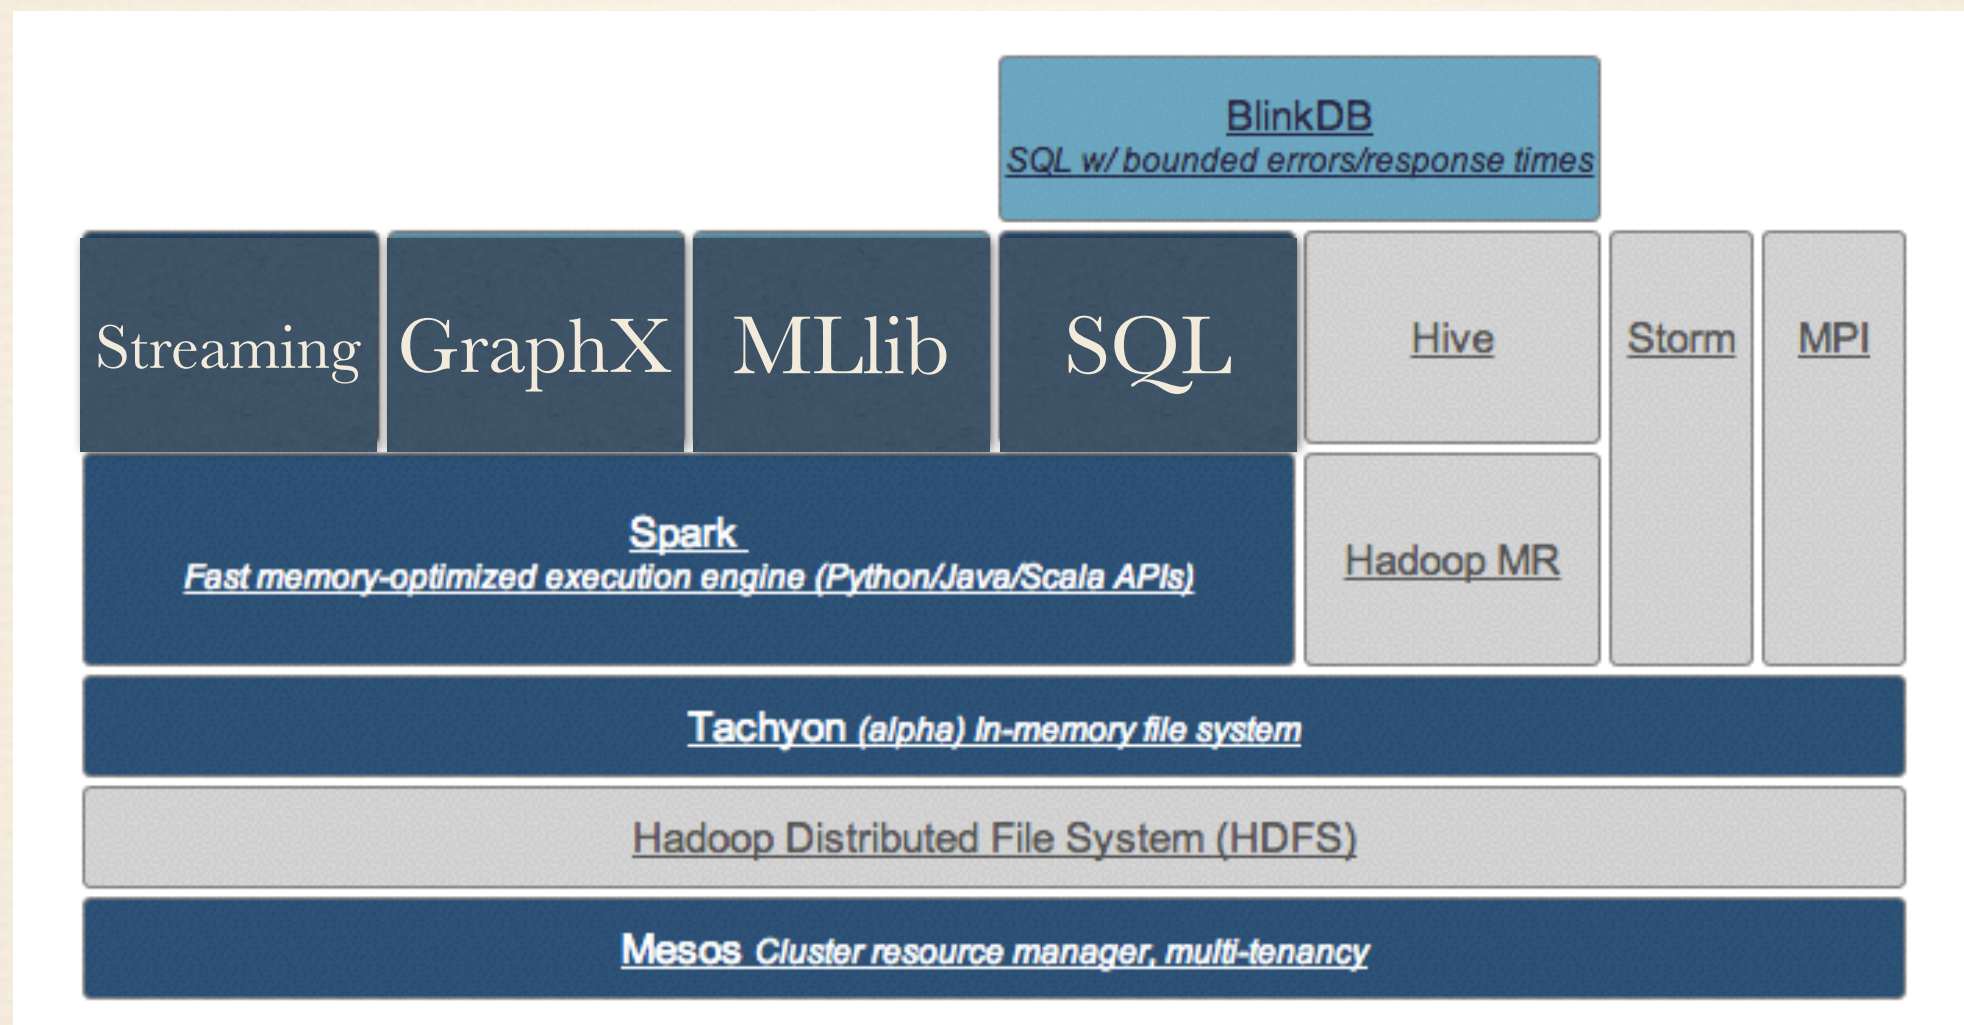 BlinkDB
SQL w/ bounded errors/response times
Streaming
GraphX
MLlib
SQL
Hive
Storm
MPI
Spark
Fast memory-optimized execution engine (Python/Java/Scala APIs)
Hadoop MR
Tachyon (alpha) In-memory file system
Hadoop Distributed File System (HDFS)
Mesos Cluster resource manager, multi-tenancy